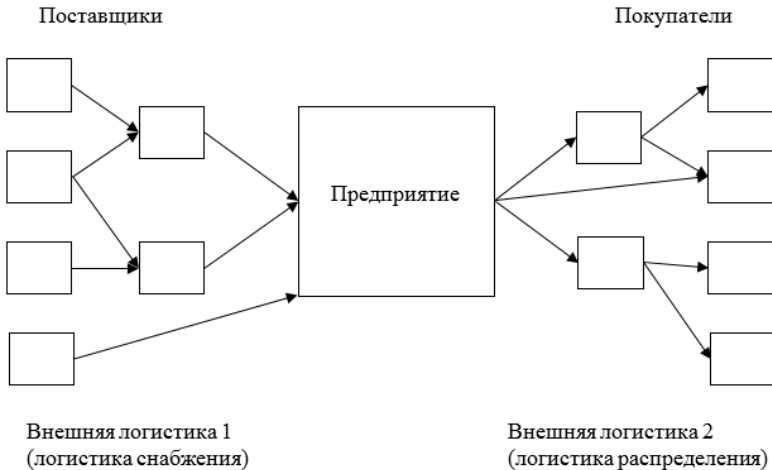 Поставщики
Покупатели
Предприятие
Внешняя логистика 1
(логистика снабжения)
Внешняя логистика 2
(логистика распределения)